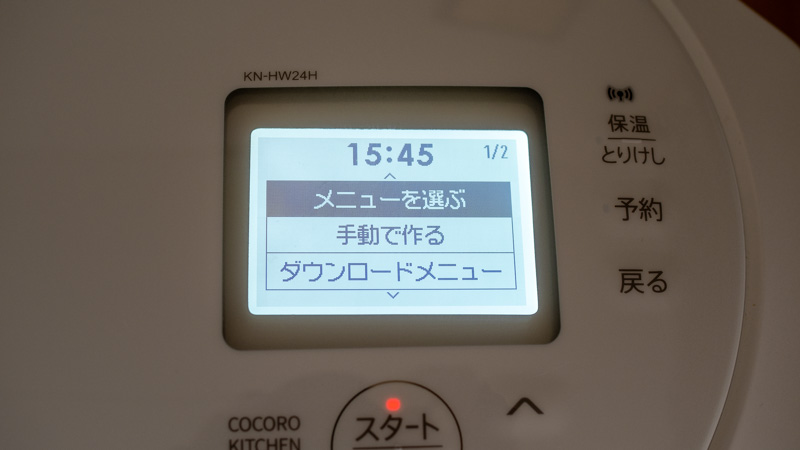 KN-HW24H
15:45 1/2
メニューを選ぶ
手動で作る
ダウンロードメニュー
保温
とりけし
予約
戻る
COCORO
KITCHEN
スタート